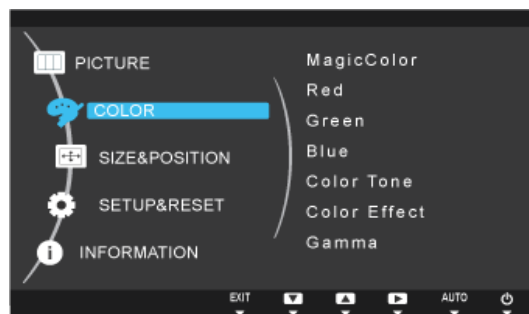 PICTURE
COLOR
SIZE&POSITION
SETUP&RESET
INFORMATION
MagicColor
Red
Green
Blue
Color Tone
Color Effect
Gamma
EXIT
AUTO